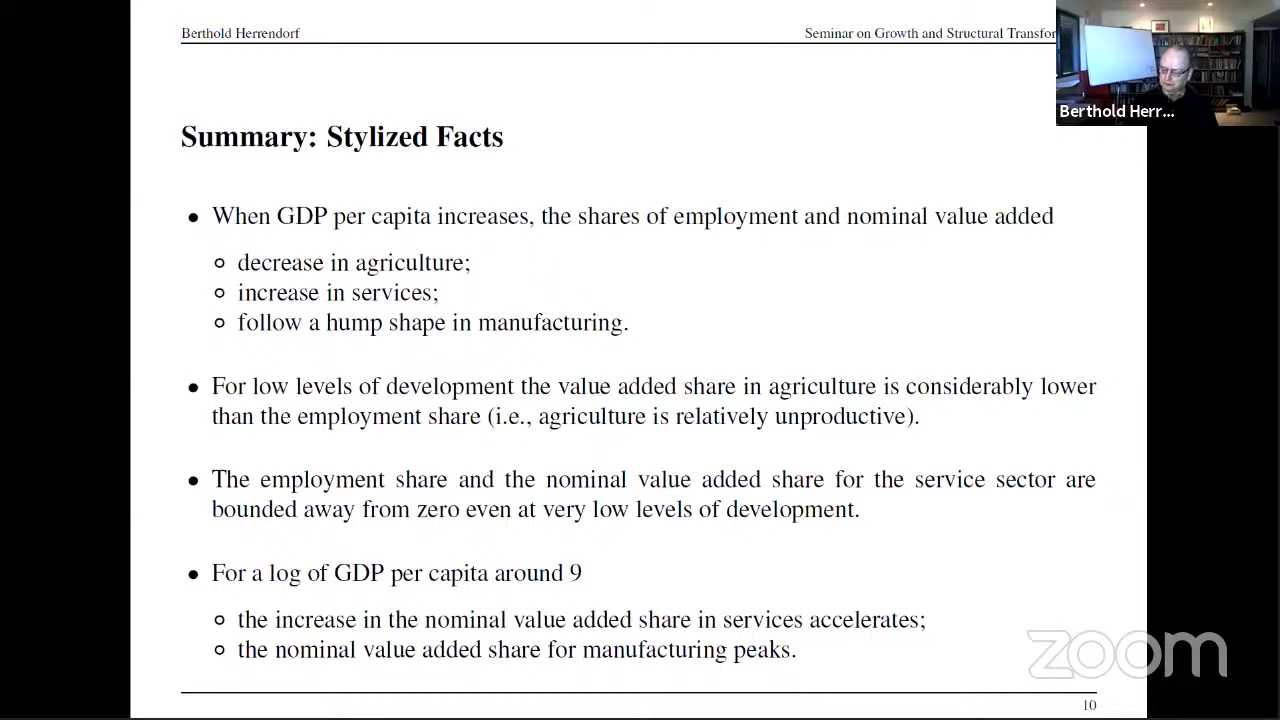 Berthold Herrendorf
Seminar on Growth and Structural Transfor
Berthold Herr...
Summary: Stylized Facts
• When GDP per capita increases, the shares of employment and nominal value added
decrease in agriculture;
increase in services;
follow a hump shape in manufacturing.
• For low levels of development the value added share in agriculture is considerably lower
than the employment share (i.e., agriculture is relatively unproductive).
• The employment share and the nominal value added share for the service sector are
bounded away from zero even at very low levels of development.
• For a log of GDP per capita around 9
the increase in the nominal value added share in services accelerates;
the nominal value added share for manufacturing peaks.
zoom
10